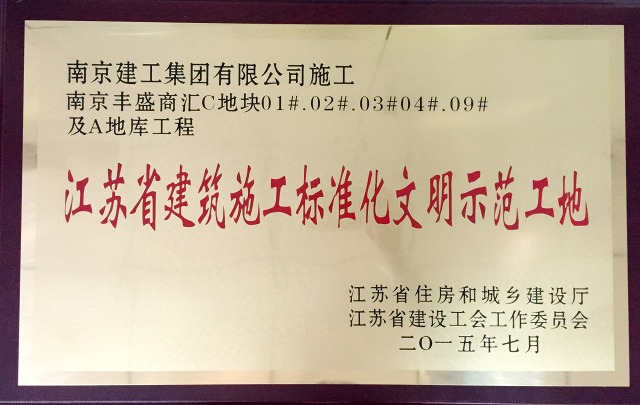 南京建工集团有限公司施工
南京丰盛商汇C地块01#.02#.03#04#.09#
及A地库工程
江苏省建筑施工标准化文明示范工地
江苏省住房和城乡建设厅
江苏省建设工会工作委员会
二O一五年七月